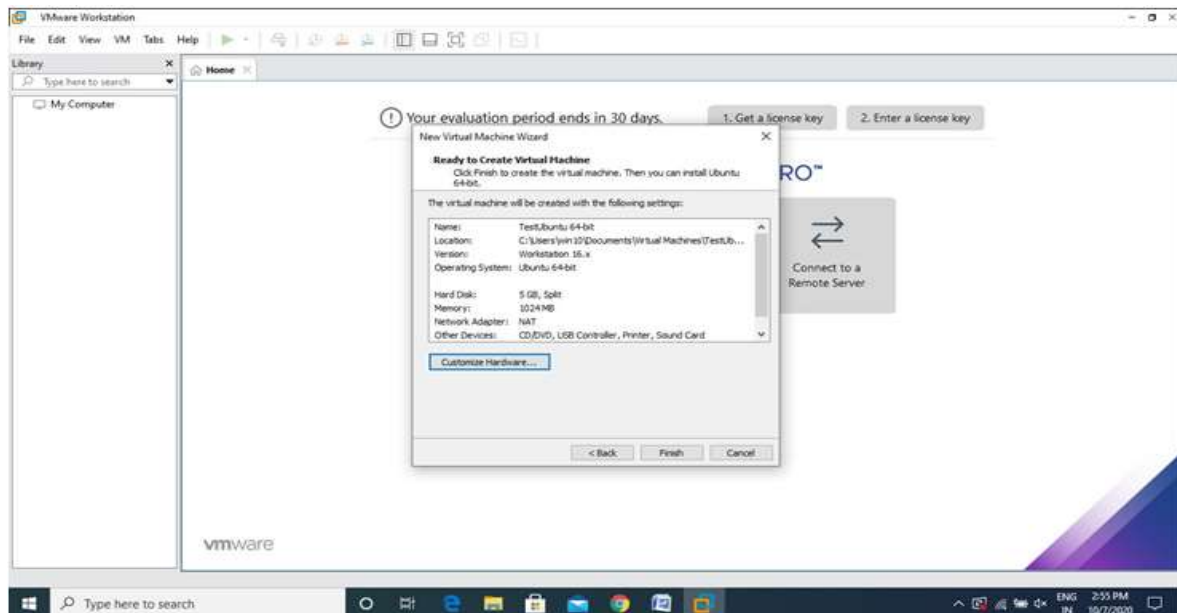 VMware Workstation
File Edit View VM Tabs Help
Library
Type here to search
My Computer
Home
Your evaluation period ends in 30 days.
1. Get a license key
2. Enter a license key
RO™
New Virtual Machine Wizard
Ready to Create Virtual Machine
Click Finish to create the virtual machine. Then you can install Ubuntu
64-bit.
The virtual machine will be created with the following settings:
Name: TestUbuntu 64-bit
Location: C:\Users\win10\Documents\Virtual Machines\TestUb...
Version: Workstation 16.x
Operating System: Ubuntu 64-bit
Hard Disk: 5 GB, Split
Memory: 1024 MB
Network Adapter: NAT
Other Devices: CD/DVD, USB Controller, Printer, Sound Card
Customize Hardware...
< Back Finish Cancel
Connect to a
Remote Server
vmware
Type here to search
ENG
IN
2:55 PM
10/7/2020